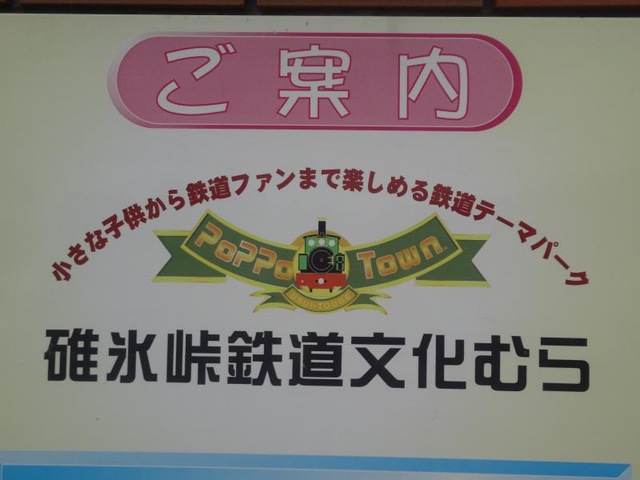 ご案内
小さな子供から鉄道ファンまで楽しめる鉄道テーマパーク
PoPPo Town
碓氷峠鉄道文化むら